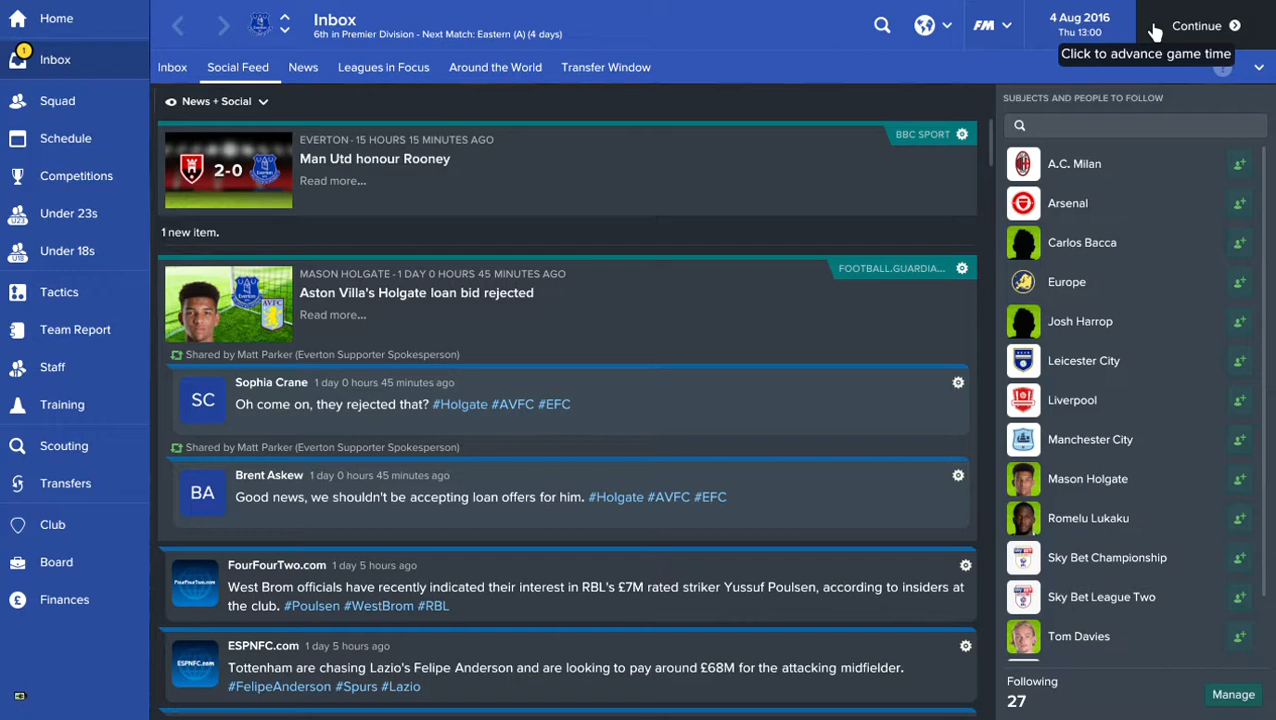 Home
1
Inbox
Squad
Schedule
Competitions
U23
Under 23s
U18
Under 18s
Tactics
Team Report
Staff
Training
Scouting
Transfers
Club
Board
Finances
Inbox
6th in Premier Division - Next Match: Eastern (A) (4 days)
FM
4 Aug 2016
Thu 13:00
Continue
Click to advance game time
Inbox
Social Feed
News
Leagues in Focus
Around the World
Transfer Window
News + Social
EVERTON - 15 HOURS 15 MINUTES AGO
BBC SPORT
2-0
Man Utd honour Rooney
Read more...
1 new item.
MASON HOLGATE - 1 DAY 0 HOURS 45 MINUTES AGO
FOOTBALL.GUARDIA...
Everton
AVFC
Aston Villa's Holgate loan bid rejected
Read more...
Shared by Matt Parker (Everton Supporter Spokesperson)
SC
Sophia Crane 1 day 0 hours 45 minutes ago
Oh come on, they rejected that? #Holgate #AVFC #EFC
Shared by Matt Parker (Everton Supporter Spokesperson)
BA
Brent Askew 1 day 0 hours 45 minutes ago
Good news, we shouldn't be accepting loan offers for him. #Holgate #AVFC #EFC
FourFourTwo.com
FourFourTwo.com 1 day 5 hours ago
West Brom officials have recently indicated their interest in RBL's £7M rated striker Yussuf Poulsen, according to insiders at
the club. #Poulsen #WestBrom #RBL
ESPNFC.com
ESPNFC.com 1 day 5 hours ago
Tottenham are chasing Lazio's Felipe Anderson and are looking to pay around £68M for the attacking midfielder.
#FelipeAnderson #Spurs #Lazio
SUBJECTS AND PEOPLE TO FOLLOW
A.C. Milan
Arsenal
Carlos Bacca
Europe
Josh Harrop
Leicester City
Liverpool
Manchester City
Mason Holgate
Romelu Lukaku
Sky Bet Championship
Sky Bet League Two
Tom Davies
Following
27
Manage